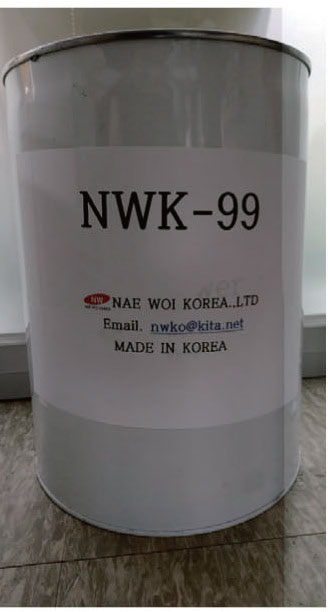 NWK-99
NW NAE WOI KOREA.,LTD
Email. nwko@kita.net
MADE IN KOREA